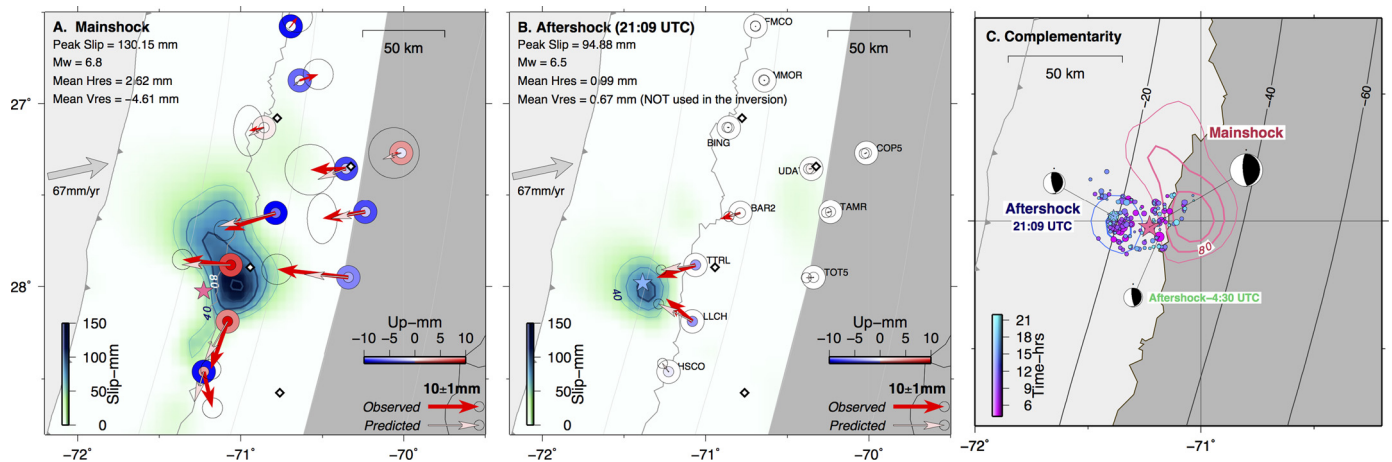 A. Mainshock
Peak Slip = 130.15 mm
Mw = 6.8
Mean Hres = 2.62 mm
Mean Vres = −4.61 mm
50 km
27°
28°
67mm/yr
80
40
150
100
50
0
Slip−mm
Up−mm
−10 −5 0 5 10
10±1mm
Observed
Predicted
−72° −71° −70°
B. Aftershock (21:09 UTC)
Peak Slip = 94.88 mm
Mw = 6.5
Mean Hres = 0.99 mm
Mean Vres = 0.67 mm (NOT used in the inversion)
50 km
EMCO
MMOR
BING
COP5
UDA
BAR2
TAMR
TTRL
TOT5
LLCH
HSCO
67mm/yr
40
150
100
50
0
Slip−mm
Up−mm
−10 −5 0 5 10
10±1mm
Observed
Predicted
−72° −71° −70°
C. Complementarity
50 km
−20
−40
−60
Mainshock
Aftershock
21:09 UTC
80
Aftershock−4:30 UTC
21
18
15
12
9
6
Time−hrs
−72° −71°